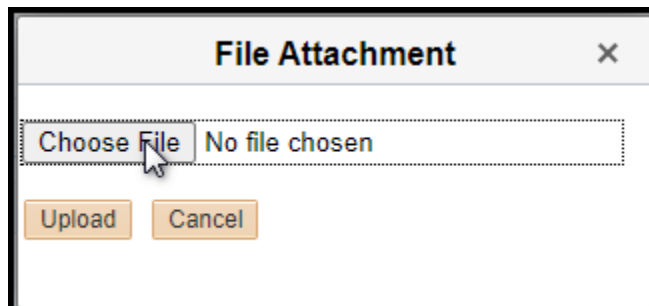 File Attachment ×
Choose File No file chosen
Upload Cancel